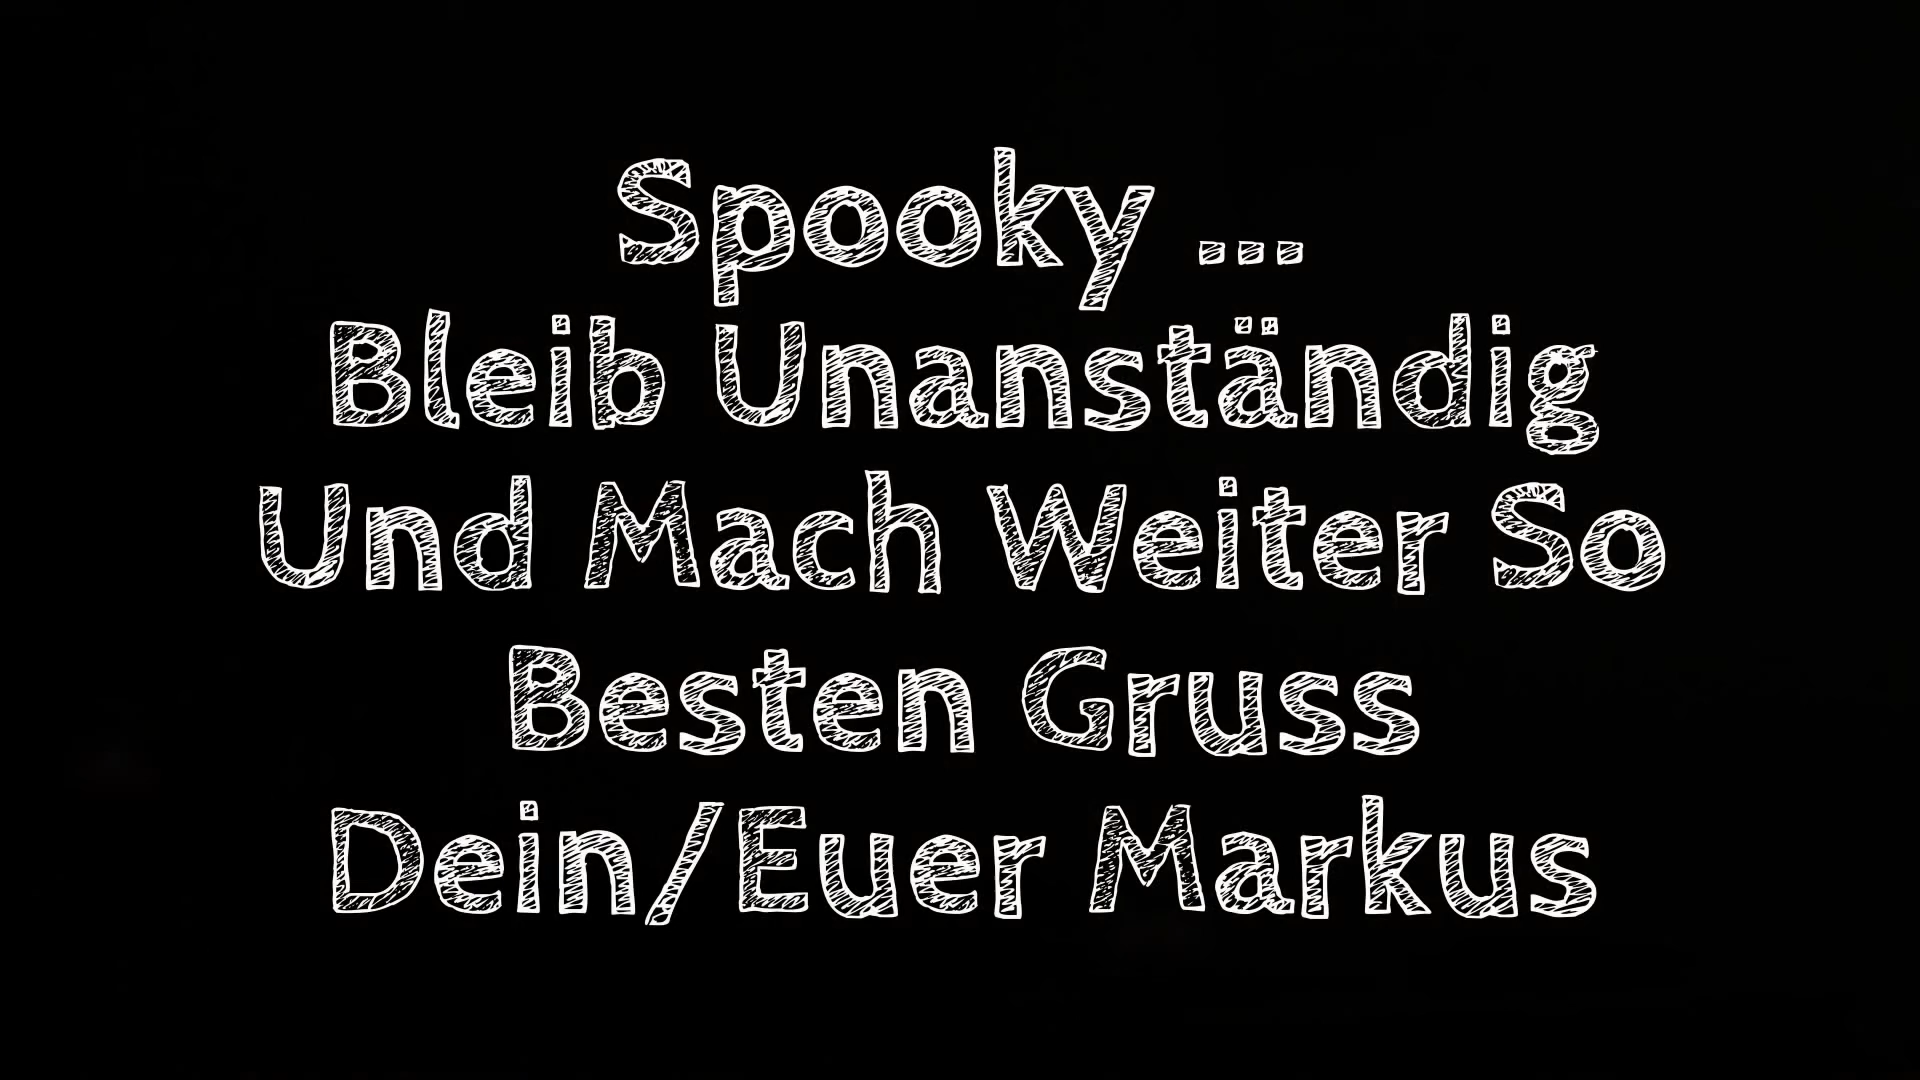 Spooky ...
Bleib Unanständig
Und Mach Weiter So
Besten Gruss
Dein/Euer Markus